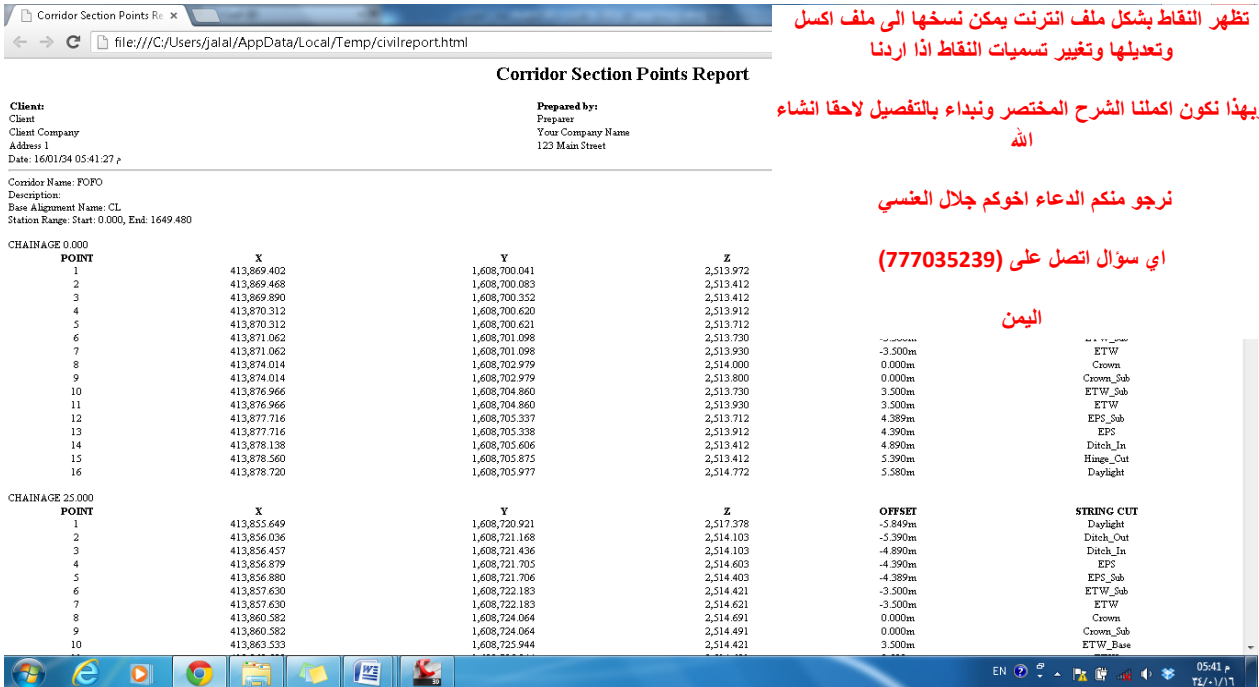 Corridor Section Points Re
file:///C:/Users/jalal/AppData/Local/Temp/civilreport.html
تظهر النقاط بشكل ملف انترنت يمكن نسخها الى ملف اكسل
وتعديلها وتغيير تسميات النقاط اذا اردنا
وبهذا نكون اكملنا الشرح المختصر ونبداء بالتفصيل لاحقا انشاء
الله
نرجو منكم الدعاء اخوكم جلال العنسي
اي سؤال اتصل على (777035239)
اليمن
Corridor Section Points Report
Client: Prepared by:
Client Preparer
Client Company Your Company Name
Address 1 123 Main Street
Date: 16/01/34 05:41:27 م
Corridor Name: FOFO
Description:
Base Alignment Name: CL
Station Range: Start: 0.000, End: 1649.480
CHAINAGE 0.000
POINT X Y Z
1 413,869.402 1,608,700.041 2,513.972
2 413,869.468 1,608,700.083 2,513.412
3 413,869.890 1,608,700.352 2,513.412
4 413,870.312 1,608,700.620 2,513.912
5 413,870.312 1,608,700.621 2,513.712
6 413,871.062 1,608,701.098 2,513.730 -3.500m ETW_Sub
7 413,871.062 1,608,701.098 2,513.930 -3.500m ETW
8 413,874.014 1,608,702.979 2,514.000 0.000m Crown
9 413,874.014 1,608,702.979 2,513.800 0.000m Crown_Sub
10 413,876.966 1,608,704.860 2,513.730 3.500m ETW_Sub
11 413,876.966 1,608,704.860 2,513.930 3.500m ETW
12 413,877.716 1,608,705.337 2,513.712 4.389m EPS_Sub
13 413,877.716 1,608,705.338 2,513.912 4.390m EPS
14 413,878.138 1,608,705.606 2,513.412 4.890m Ditch_In
15 413,878.560 1,608,705.875 2,513.412 5.390m Hinge_Cut
16 413,878.720 1,608,705.977 2,514.772 5.580m Daylight
CHAINAGE 25.000
POINT X Y Z OFFSET STRING CUT
1 413,855.649 1,608,720.921 2,517.378 -5.849m Daylight
2 413,856.036 1,608,721.168 2,514.103 -5.390m Ditch_Out
3 413,856.457 1,608,721.436 2,514.103 -4.890m Ditch_In
4 413,856.879 1,608,721.705 2,514.603 -4.390m EPS
5 413,856.880 1,608,721.706 2,514.403 -4.389m EPS_Sub
6 413,857.630 1,608,722.183 2,514.421 -3.500m ETW_Sub
7 413,857.630 1,608,722.183 2,514.621 -3.500m ETW
8 413,860.582 1,608,724.064 2,514.691 0.000m Crown
9 413,860.582 1,608,724.064 2,514.491 0.000m Crown_Sub
10 413,863.533 1,608,725.944 2,514.421 3.500m ETW_Base
EN 05:41 م
٣٤/٠١/١٦